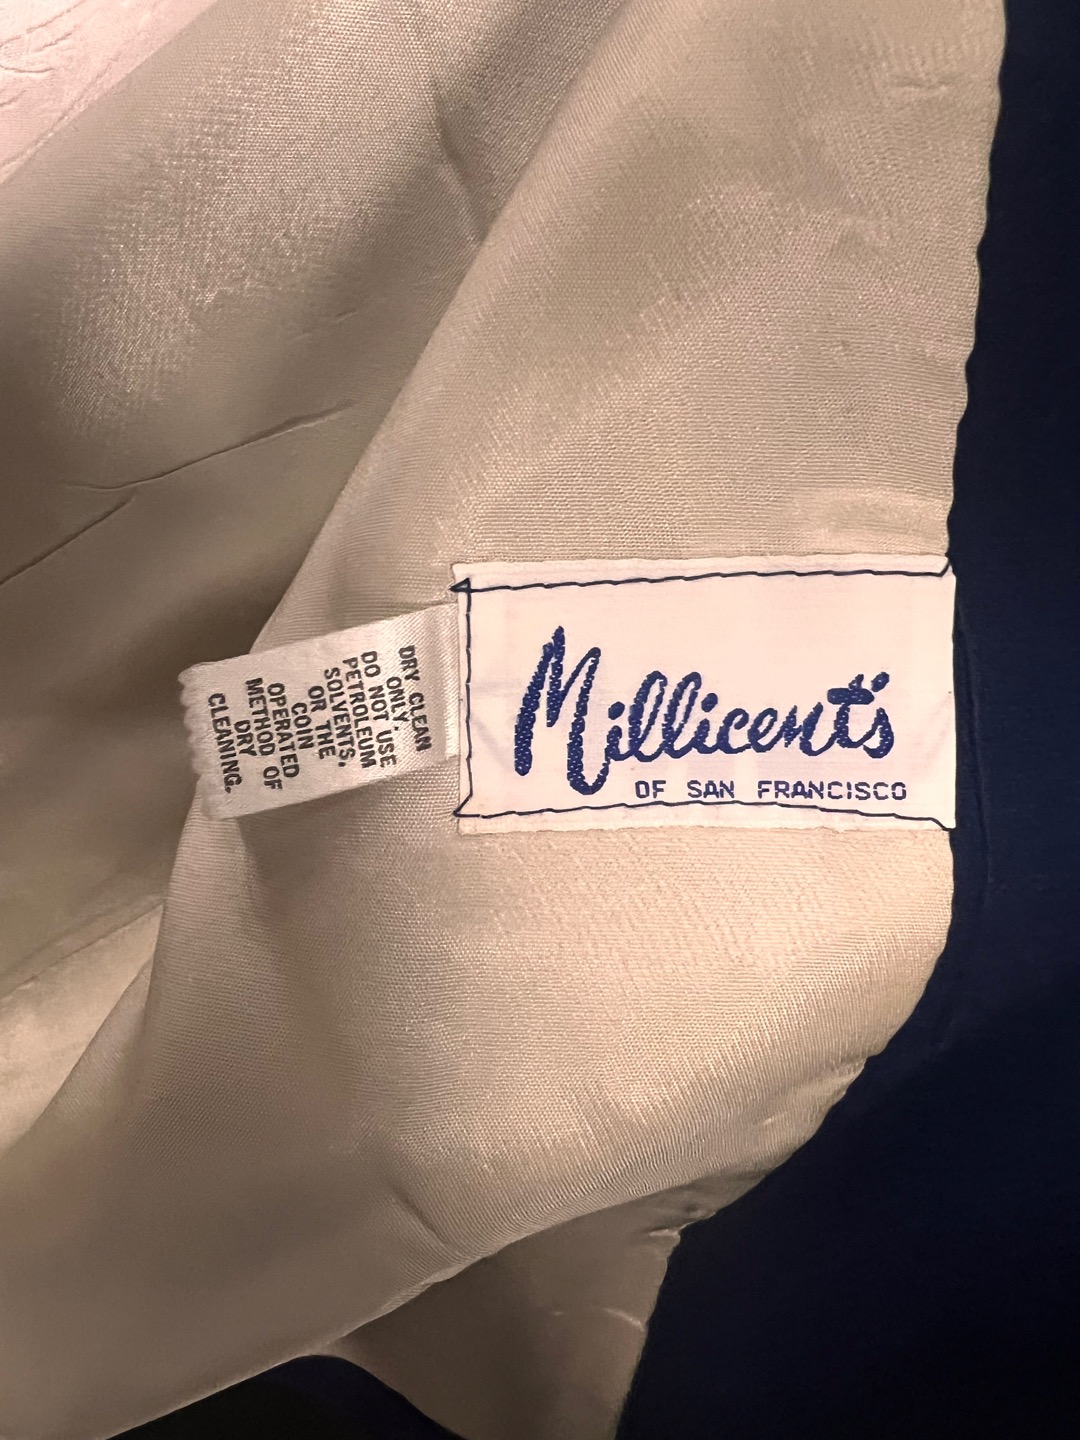 Millicent's
OF SAN FRANCISCO
DRY CLEAN
ONLY.
DO NOT USE
PETROLEUM
SOLVENTS,
OR THE
COIN
OPERATED
METHOD OF
DRY
CLEANING.